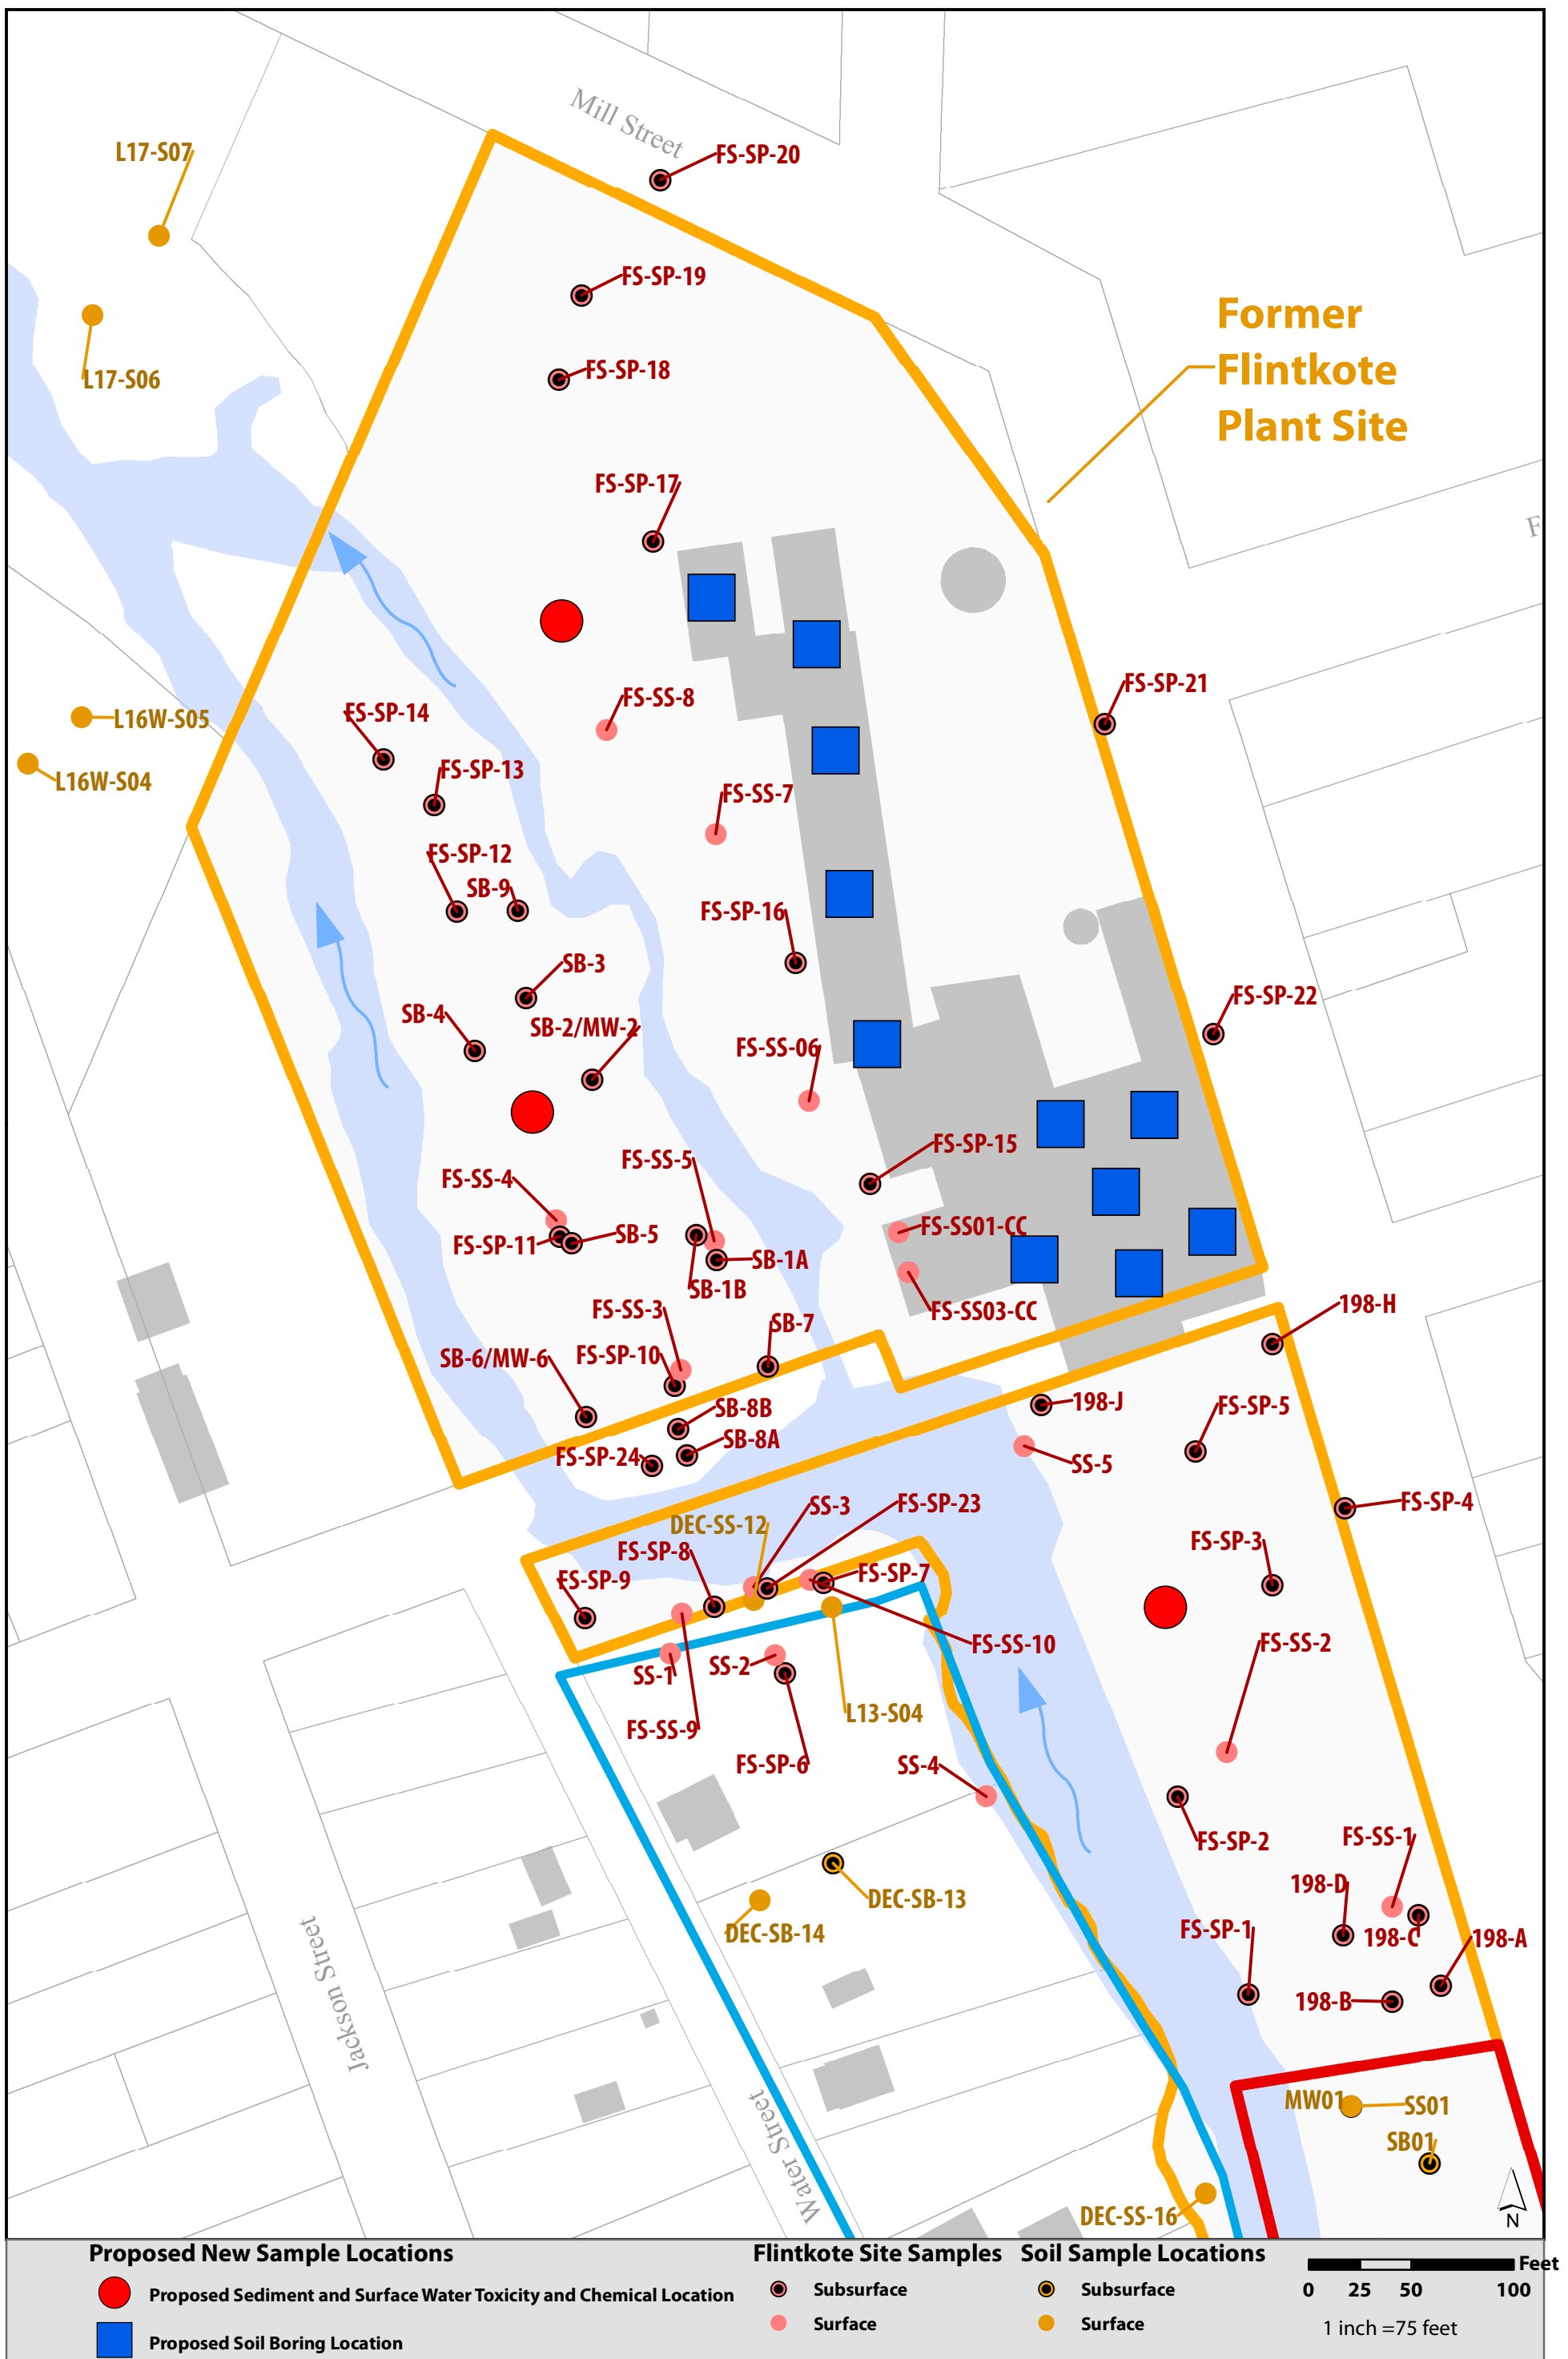 Mill Street
L17-S07
FS-SP-20
FS-SP-19
Former
Flintkote
Plant Site
L17-S06
FS-SP-18
FS-SP-17
F
FS-SP-21
FS-SS-8
FS-SP-14
L16W-S05
FS-SP-13
L16W-S04
FS-SS-7
FS-SP-12
SB-9
FS-SP-16
SB-3
FS-SP-22
SB-4
SB-2/MW-2
FS-SS-06
FS-SP-15
FS-SS-5
FS-SS-4
FS-SS01-CC
SB-5
FS-SP-11
SB-1A
SB-1B
198-H
FS-SS-3
FS-SS03-CC
SB-7
FS-SP-10
SB-6/MW-6
198-J
FS-SP-5
SB-8B
SB-8A
FS-SP-24
SS-5
FS-SP-4
SS-3
FS-SP-23
DEC-SS-12
FS-SP-3
FS-SP-8
FS-SP-7
FS-SP-9
FS-SS-10
FS-SS-2
SS-2
SS-1
L13-S04
FS-SS-9
FS-SP-6
SS-4
FS-SP-2
FS-SS-1
198-D
DEC-SB-13
FS-SP-1
DEC-SB-14
198-C
198-A
Jackson Street
198-B
Water Street
MW01
SS01
SB01
DEC-SS-16
N
Proposed New Sample Locations
Proposed Sediment and Surface Water Toxicity and Chemical Location
Proposed Soil Boring Location
Flintkote Site Samples
Subsurface
Surface
Soil Sample Locations
Subsurface
Surface
Feet
0 25 50 100
1 inch =75 feet